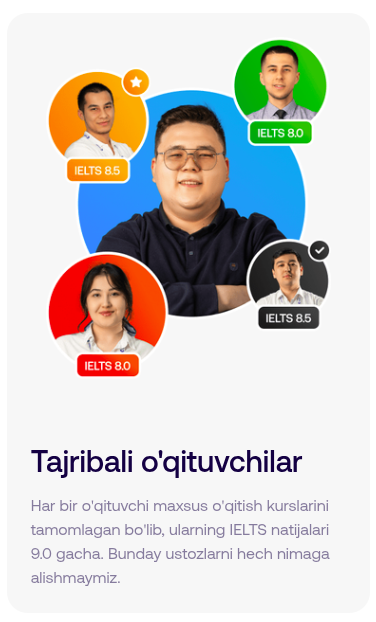 IELTS 8.0
IELTS 8.5
IELTS 8.5
IELTS 8.0
Tajribali o'qituvchilar
Har bir o'qituvchi maxsus o'qitish kurslarini
tamomlagan bo'lib, ularning IELTS natijalari
9.0 gacha. Bunday ustozlarni hech nimaga
alishmaymiz.